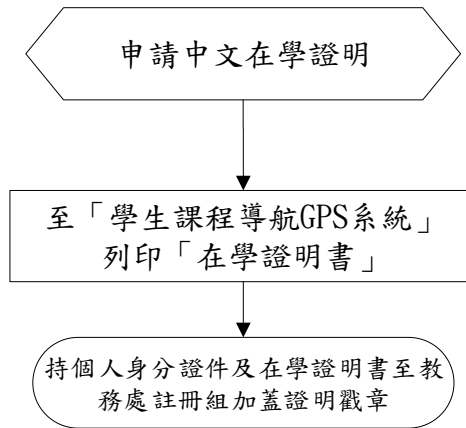 申請中文在學證明
至「學生課程導航GPS系統」
列印「在學證明書」
持個人身分證件及在學證明書至教
務處註冊組加蓋證明戳章